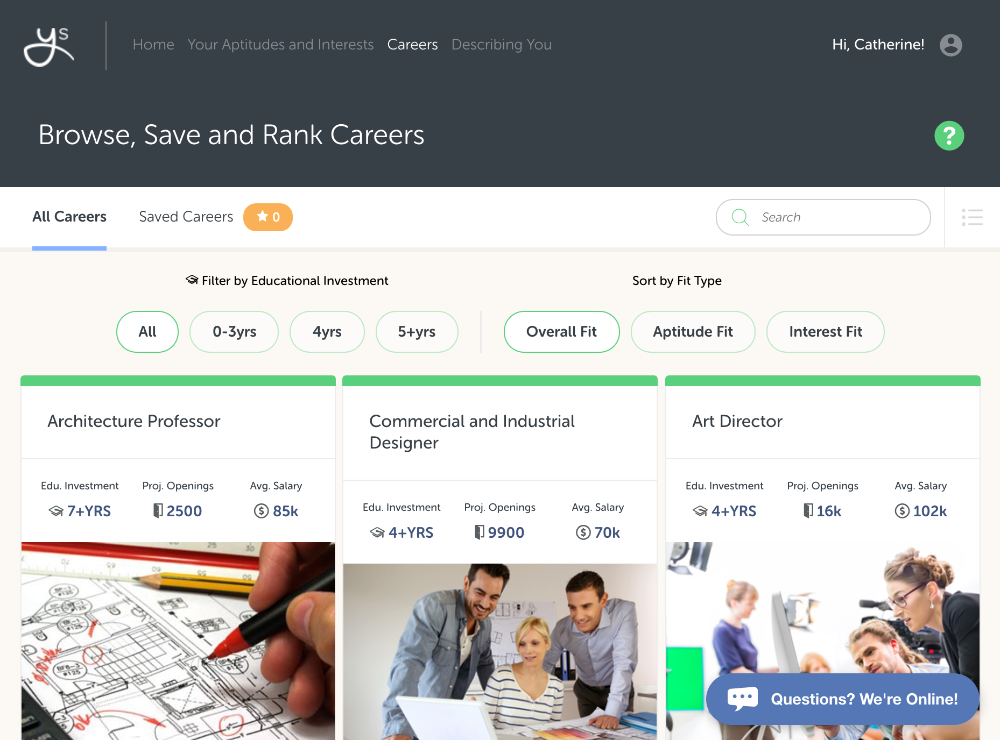 ys
Home Your Aptitudes and Interests Careers Describing You
Hi, Catherine!
Browse, Save and Rank Careers
?
All Careers
Saved Careers
0
Search
Filter by Educational Investment
All
0-3yrs
4yrs
5+yrs
Sort by Fit Type
Overall Fit
Aptitude Fit
Interest Fit
Architecture Professor
Edu. Investment
7+YRS
Proj. Openings
2500
Avg. Salary
$ 85k
Commercial and Industrial
Designer
Edu. Investment
4+YRS
Proj. Openings
9900
Avg. Salary
$ 70k
Art Director
Edu. Investment
4+YRS
Proj. Openings
16k
Avg. Salary
$ 102k
25
30
Questions? We're Online!